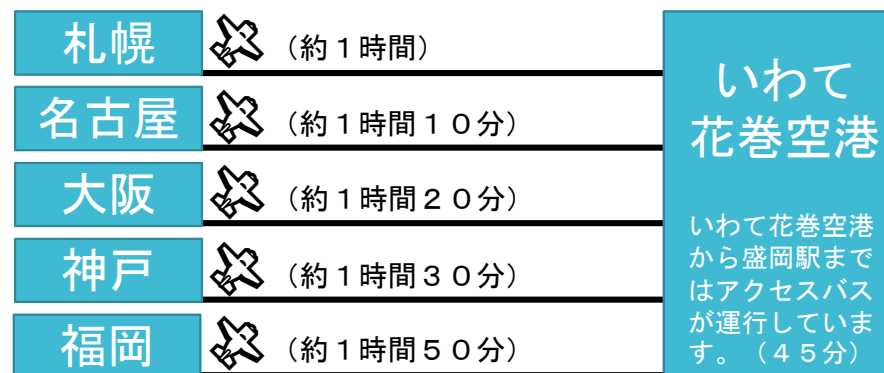 札幌
（約１時間）
名古屋
（約１時間１０分）
大阪
（約１時間２０分）
神戸
（約１時間３０分）
福岡
（約１時間５０分）
いわて
花巻空港
いわて花巻空港
から盛岡駅まで
はアクセスバス
が運行していま
す。（４５分）